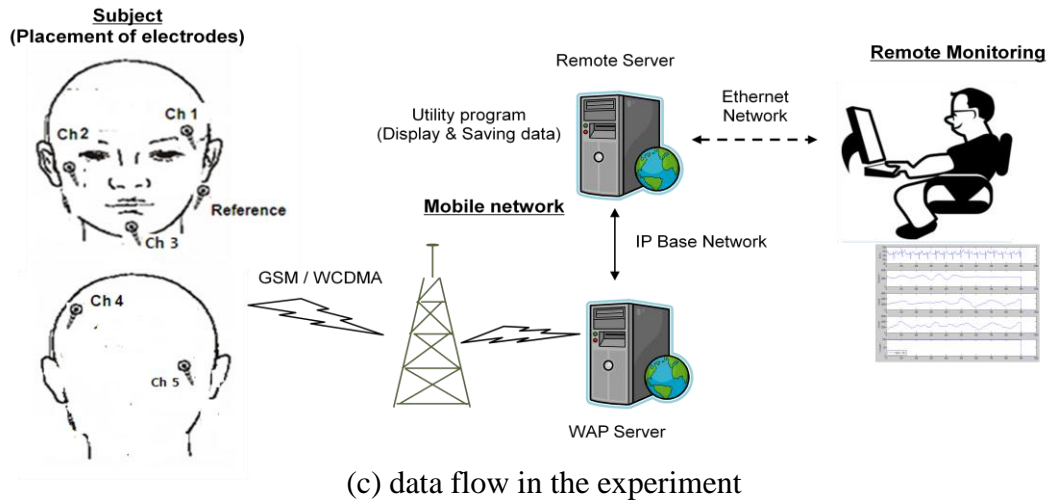 Subject
(Placement of electrodes)
Ch 1
Ch 2
Reference
Ch 3
Ch 4
Ch 5
GSM / WCDMA
Mobile network
Remote Server
Utility program
(Display & Saving data)
Ethernet
Network
Remote Monitoring
IP Base Network
WAP Server
(c) data flow in the experiment